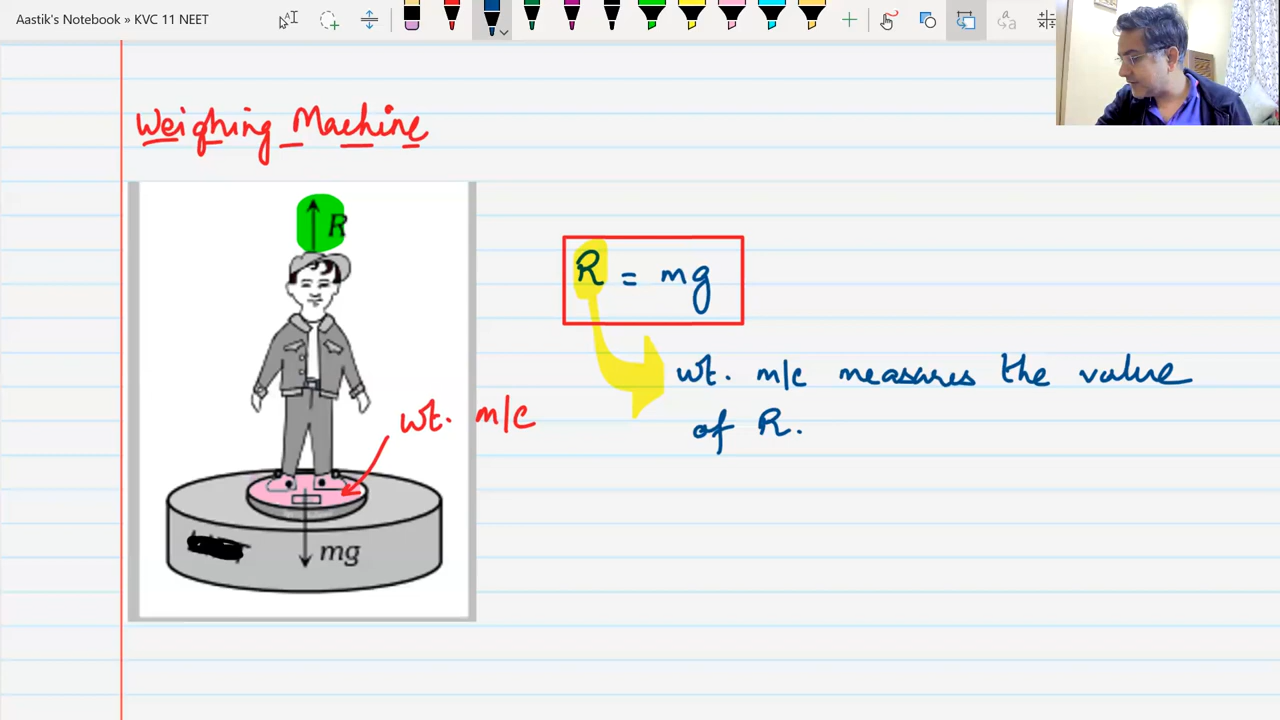 Aastik's Notebook » KVC 11 NEET
Weighing Machine
R
R = mg
wt. m/c measures the value
of R.
wt. m/c
mg